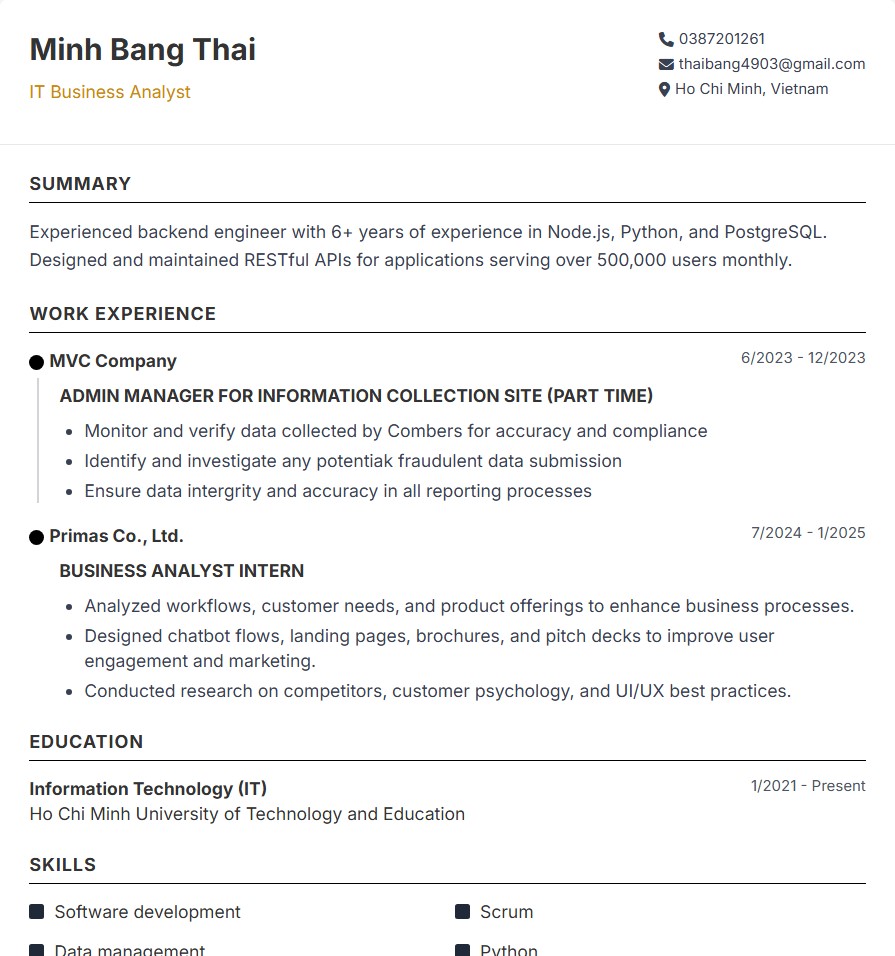 Minh Bang Thai
IT Business Analyst
0387201261
thaibang4903@gmail.com
Ho Chi Minh, Vietnam
SUMMARY
Experienced backend engineer with 6+ years of experience in Node.js, Python, and PostgreSQL.
Designed and maintained RESTful APIs for applications serving over 500,000 users monthly.
WORK EXPERIENCE
MVC Company
6/2023 - 12/2023
ADMIN MANAGER FOR INFORMATION COLLECTION SITE (PART TIME)
Monitor and verify data collected by Combers for accuracy and compliance
Identify and investigate any potentiak fraudulent data submission
Ensure data intergrity and accuracy in all reporting processes
Primas Co., Ltd.
7/2024 - 1/2025
BUSINESS ANALYST INTERN
Analyzed workflows, customer needs, and product offerings to enhance business processes.
Designed chatbot flows, landing pages, brochures, and pitch decks to improve user
engagement and marketing.
Conducted research on competitors, customer psychology, and UI/UX best practices.
EDUCATION
Information Technology (IT)
1/2021 - Present
Ho Chi Minh University of Technology and Education
SKILLS
Software development
Scrum
Data management
Python